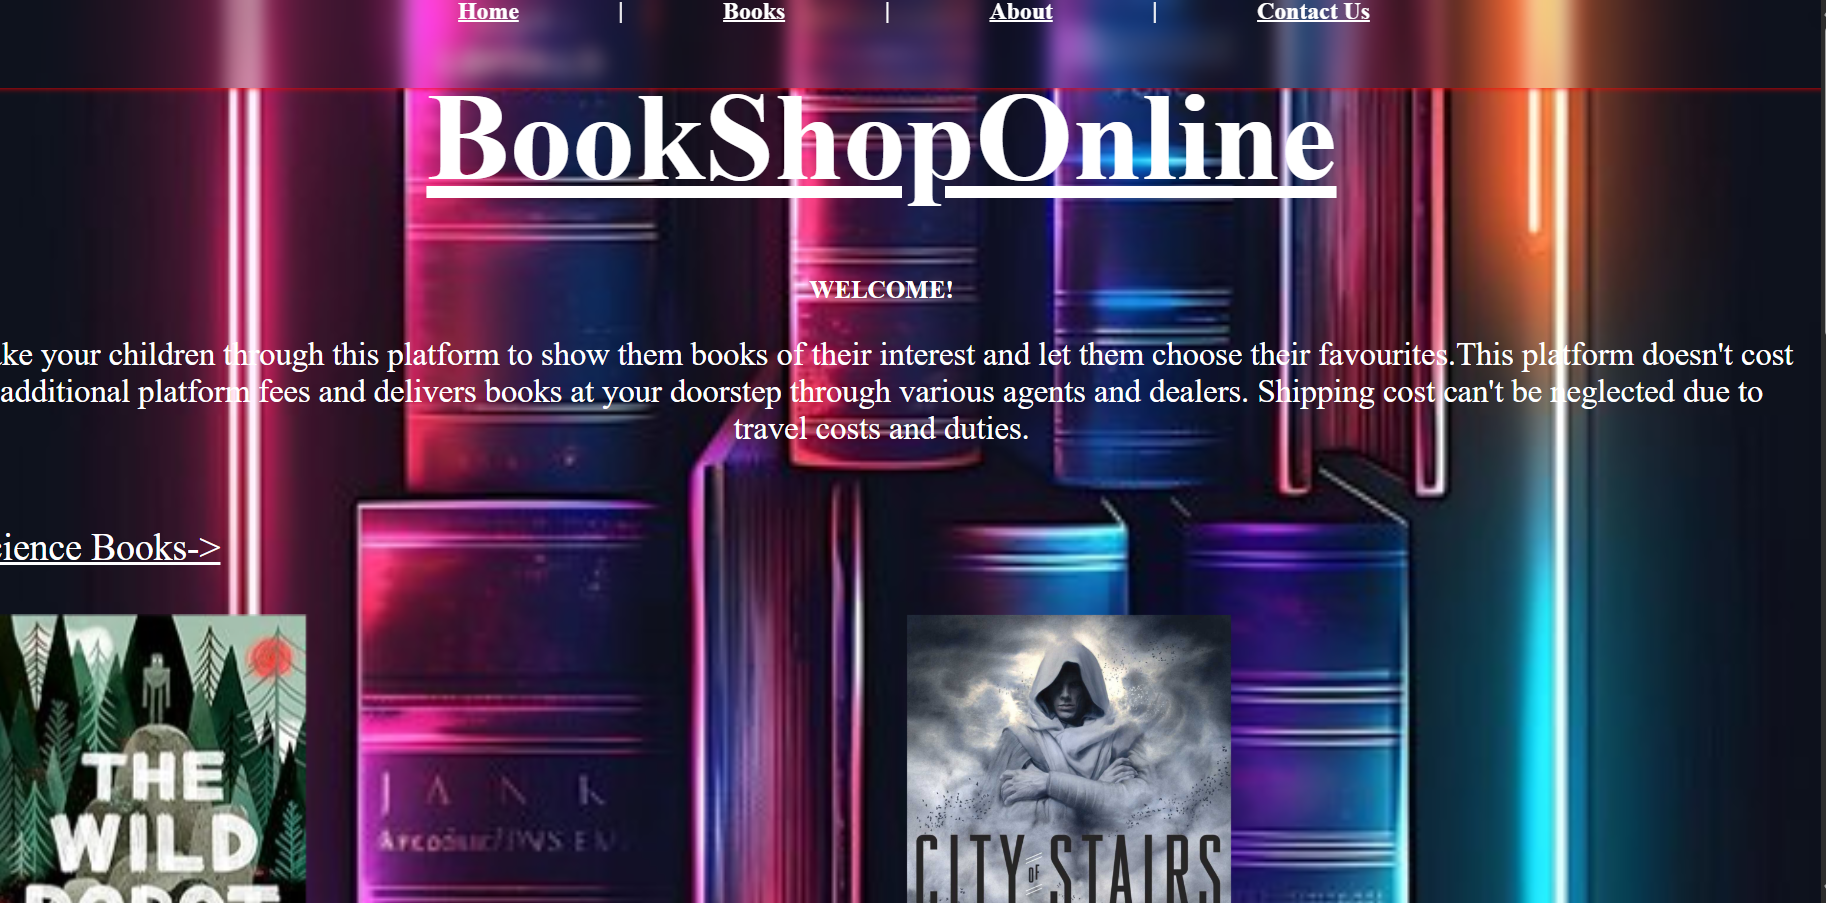 Home | Books | About | Contact Us
BookShopOnline
WELCOME!
ke your children through this platform to show them books of their interest and let them choose their favourites.This platform doesn't cost
additional platform fees and delivers books at your doorstep through various agents and dealers. Shipping cost can't be neglected due to
travel costs and duties.
cience Books->
THE
WILD
ROBOT
CITY OF STAIRS
J A N K